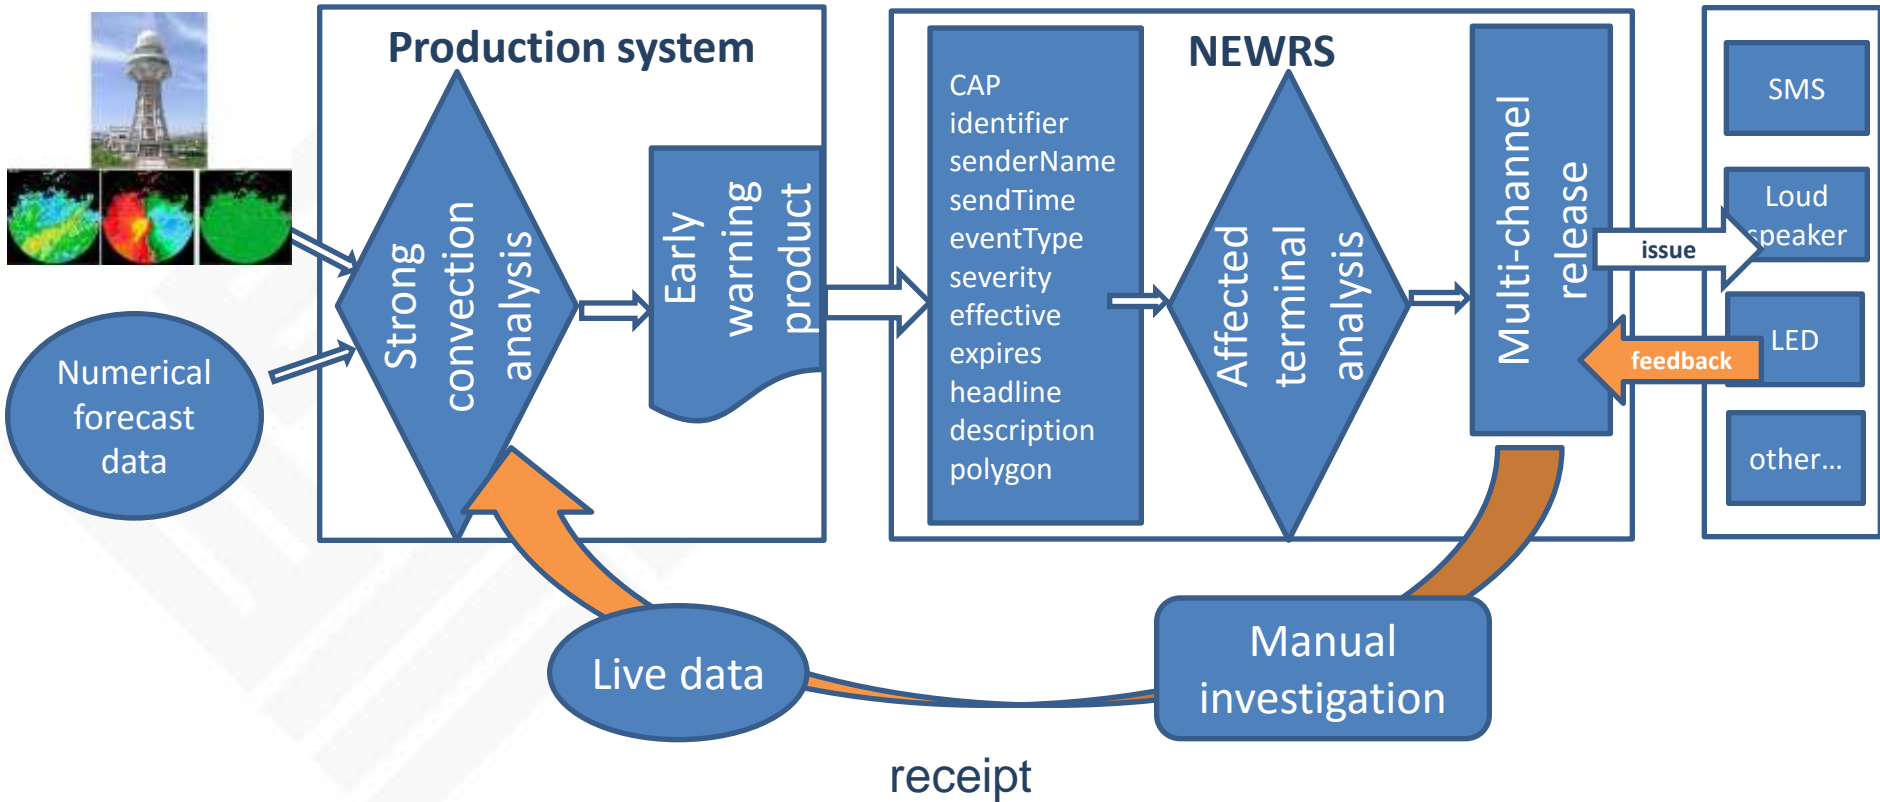 Production system
Numerical
forecast
data
Strong
convection
analysis
Early
warning
product
NEWRS
CAP
identifier
senderName
sendTime
eventType
severity
effective
expires
headline
description
polygon
Affected
terminal
analysis
Multi-channel
release
issue
feedback
SMS
Loud
speaker
LED
other...
Live data
Manual
investigation
receipt